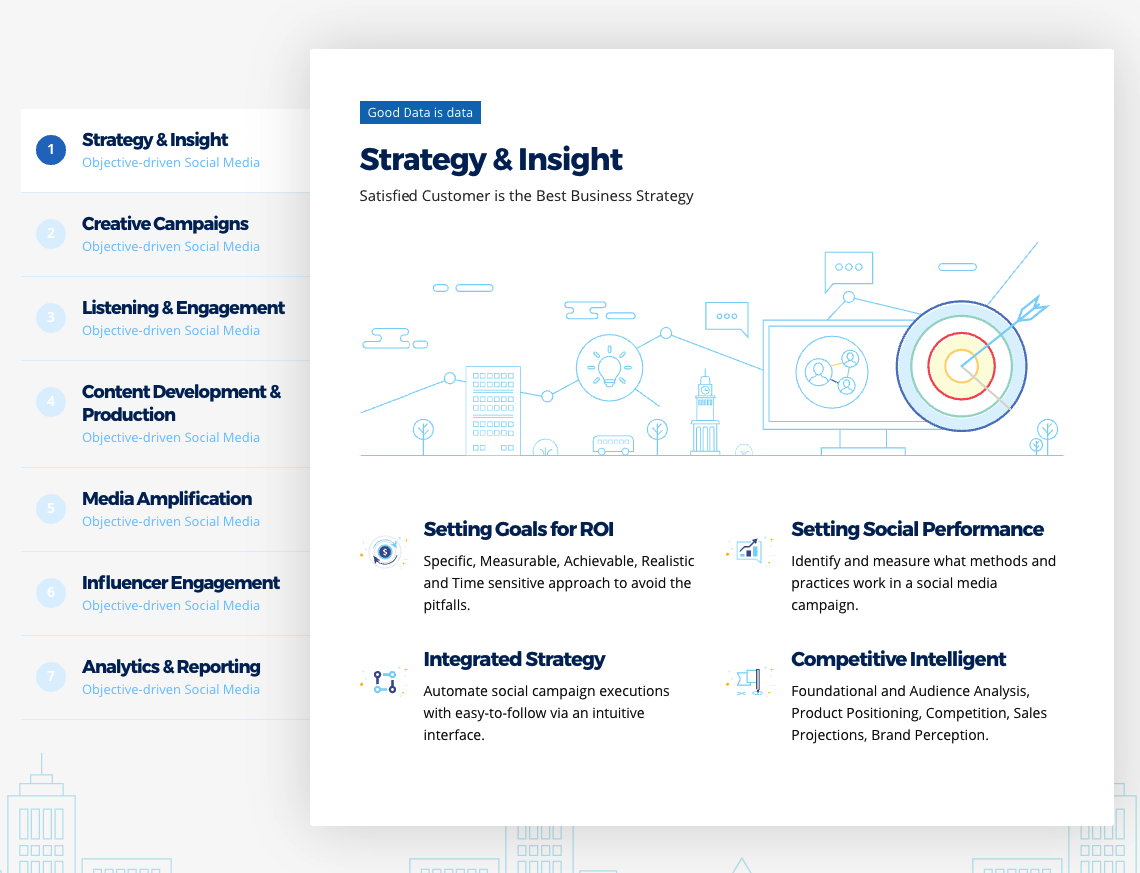 1
Strategy & Insight
Objective-driven Social Media
2
Creative Campaigns
Objective-driven Social Media
3
Listening & Engagement
Objective-driven Social Media
4
Content Development &
Production
Objective-driven Social Media
5
Media Amplification
Objective-driven Social Media
6
Influencer Engagement
Objective-driven Social Media
7
Analytics & Reporting
Objective-driven Social Media
Good Data is data
Strategy & Insight
Satisfied Customer is the Best Business Strategy
$
Setting Goals for ROI
Specific, Measurable, Achievable, Realistic
and Time sensitive approach to avoid the
pitfalls.
Setting Social Performance
Identify and measure what methods and
practices work in a social media
campaign.
Integrated Strategy
Automate social campaign executions
with easy-to-follow via an intuitive
interface.
Competitive Intelligent
Foundational and Audience Analysis,
Product Positioning, Competition, Sales
Projections, Brand Perception.